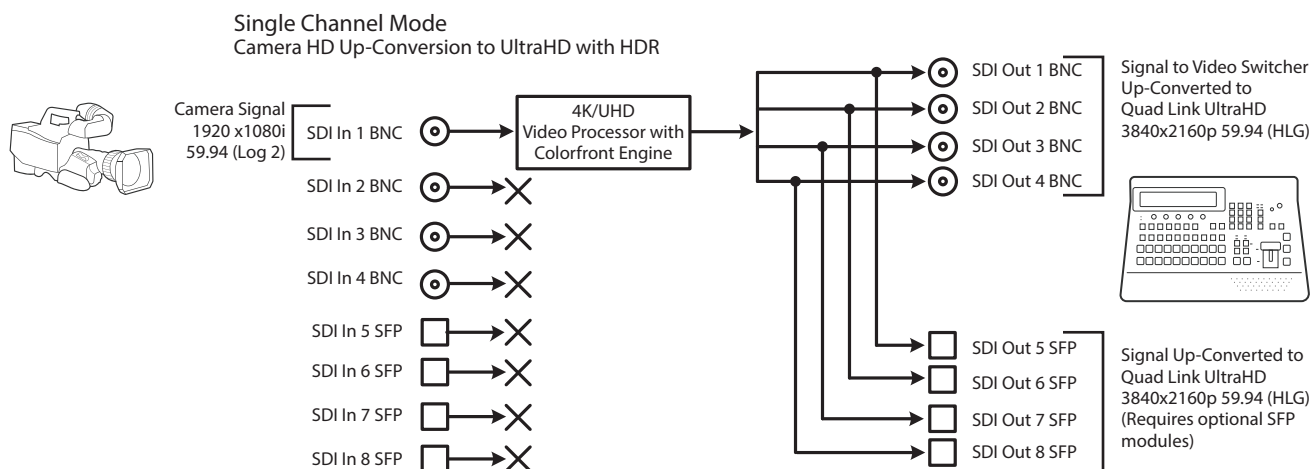 Single Channel Mode
Camera HD Up-Conversion to UltraHD with HDR
Camera Signal
1920 x1080i
59.94 (Log 2)
SDI In 1 BNC
SDI In 2 BNC
SDI In 3 BNC
SDI In 4 BNC
SDI In 5 SFP
SDI In 6 SFP
SDI In 7 SFP
SDI In 8 SFP
4K/UHD
Video Processor with
Colorfront Engine
SDI Out 1 BNC
SDI Out 2 BNC
SDI Out 3 BNC
SDI Out 4 BNC
Signal to Video Switcher
Up-Converted to
Quad Link UltraHD
3840x2160p 59.94 (HLG)
SDI Out 5 SFP
SDI Out 6 SFP
SDI Out 7 SFP
SDI Out 8 SFP
Signal Up-Converted to
Quad Link UltraHD
3840x2160p 59.94 (HLG)
(Requires optional SFP
modules)